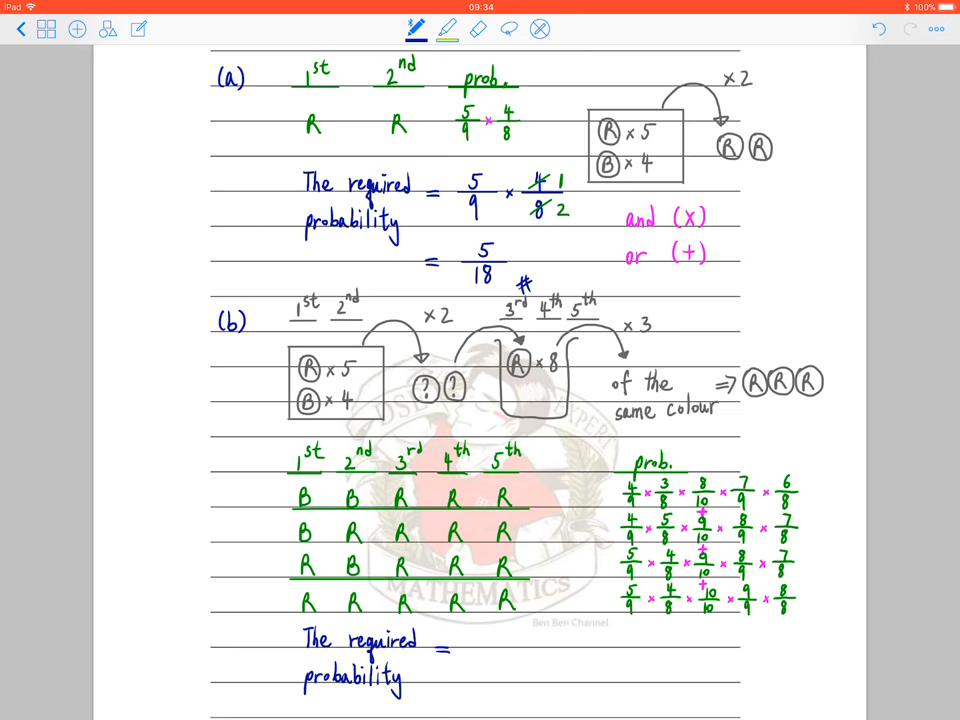 iPad 09:34 100%
(a) 1st 2nd prob.
R R 5/9 × 4/8
×2
R × 5
B × 4
R R
The required probability = 5/9 × 4/8 1 2
and (×)
or (+)
= 5/18 #
(b) 1st 2nd ×2 3rd 4th 5th ×3
R × 5
B × 4
? ?
R × 8
of the same colour ⇒ R R R
1st 2nd 3rd 4th 5th prob.
B B R R R 4/9 × 3/8 × 8/10 × 7/9 × 6/8
+
B R R R R 4/9 × 5/8 × 9/10 × 8/9 × 7/8
+
R B R R R 5/9 × 4/8 × 9/10 × 8/9 × 7/8
+
R R R R R 5/9 × 4/8 × 10/10 × 9/9 × 8/8
DSE EXPERT
MATHEMATICS
Ben Ben Channel
The required probability =